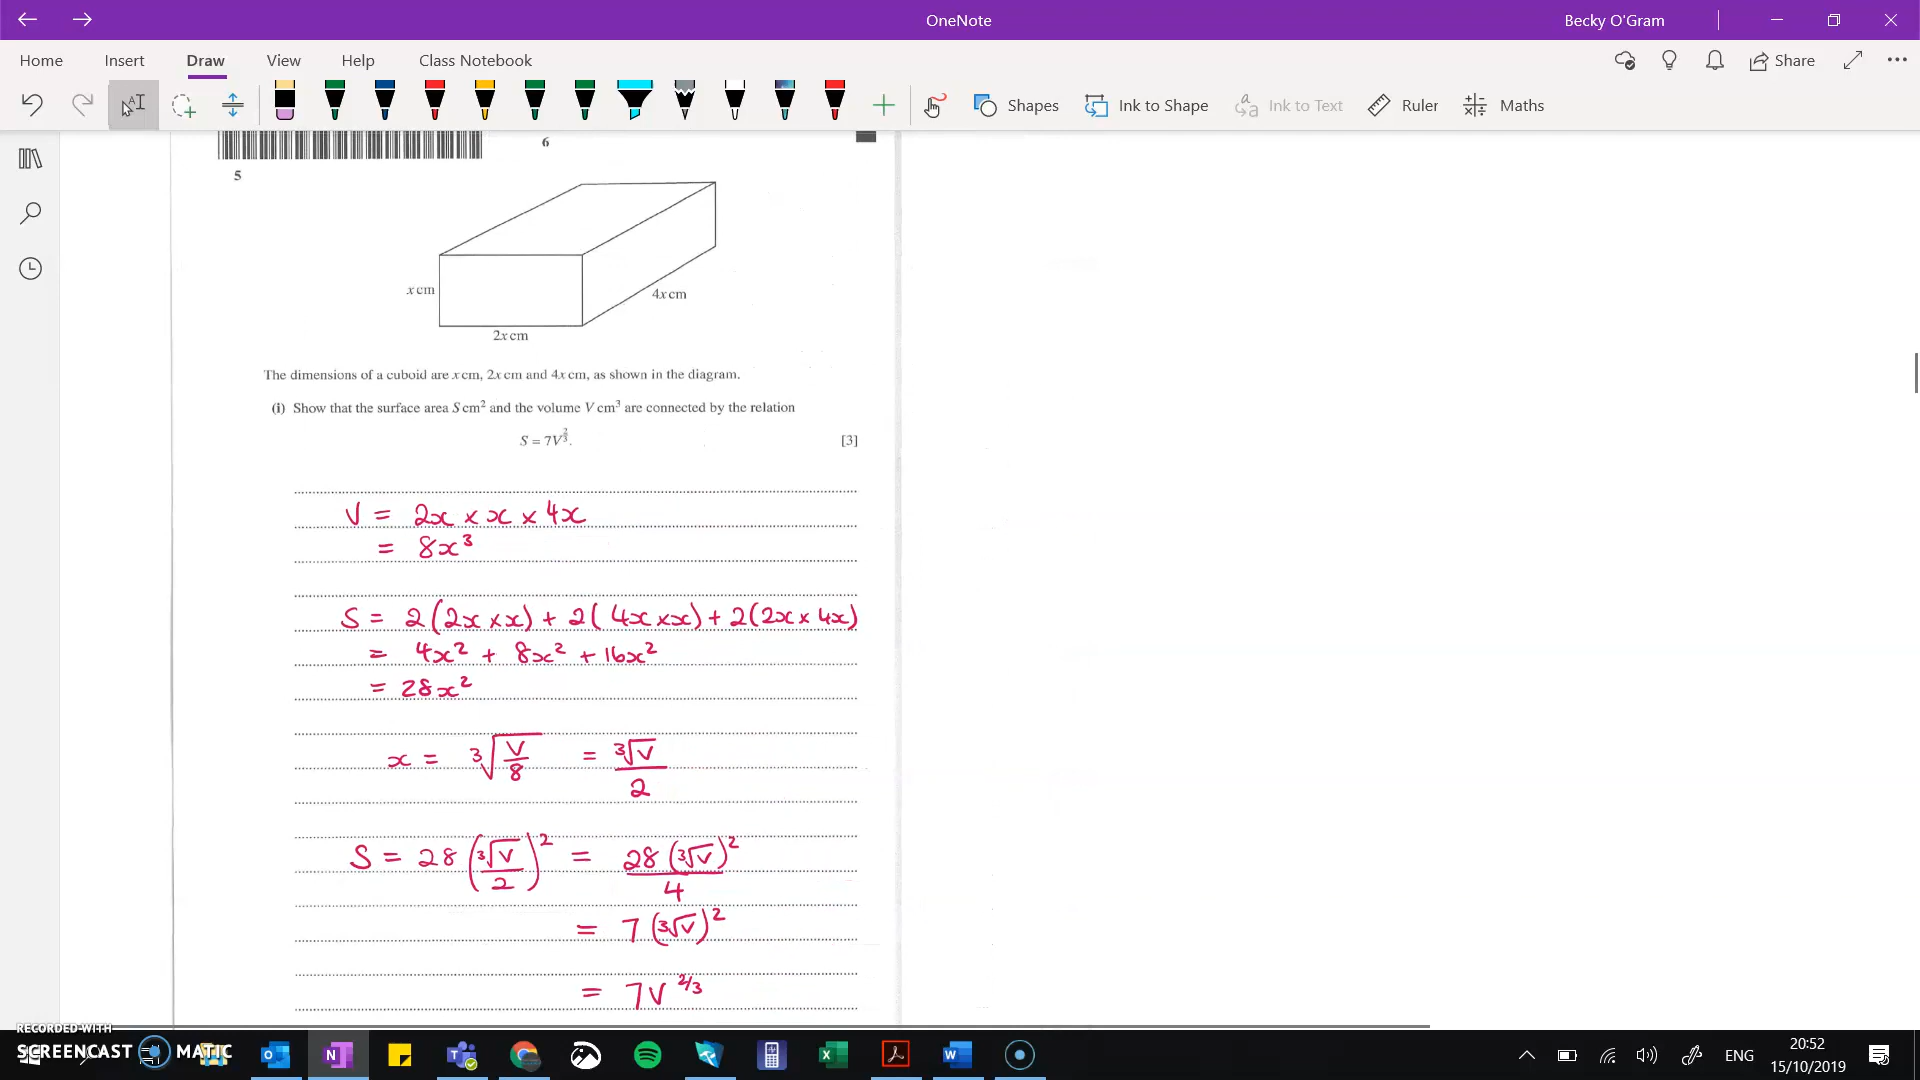 OneNote
Becky O'Gram
Home Insert Draw View Help Class Notebook
Share
Shapes Ink to Shape Ink to Text Ruler Maths
6
5
x cm
4x cm
2x cm
The dimensions of a cuboid are x cm, 2x cm and 4x cm, as shown in the diagram.
(i) Show that the surface area S cm² and the volume V cm³ are connected by the relation
S = 7V^(2/3). [3]
V = 2x × x × 4x
= 8x³
S = 2(2x × x) + 2(4x × x) + 2(2x × 4x)
= 4x² + 8x² + 16x²
= 28x²
x = ³√(V/8) = ³√V/2
S = 28(³√V/2)² = 28(³√V)²/4
= 7(³√V)²
= 7V^(2/3)
RECORDED WITH
SCREENCAST MATIC
ENG
20:52
15/10/2019